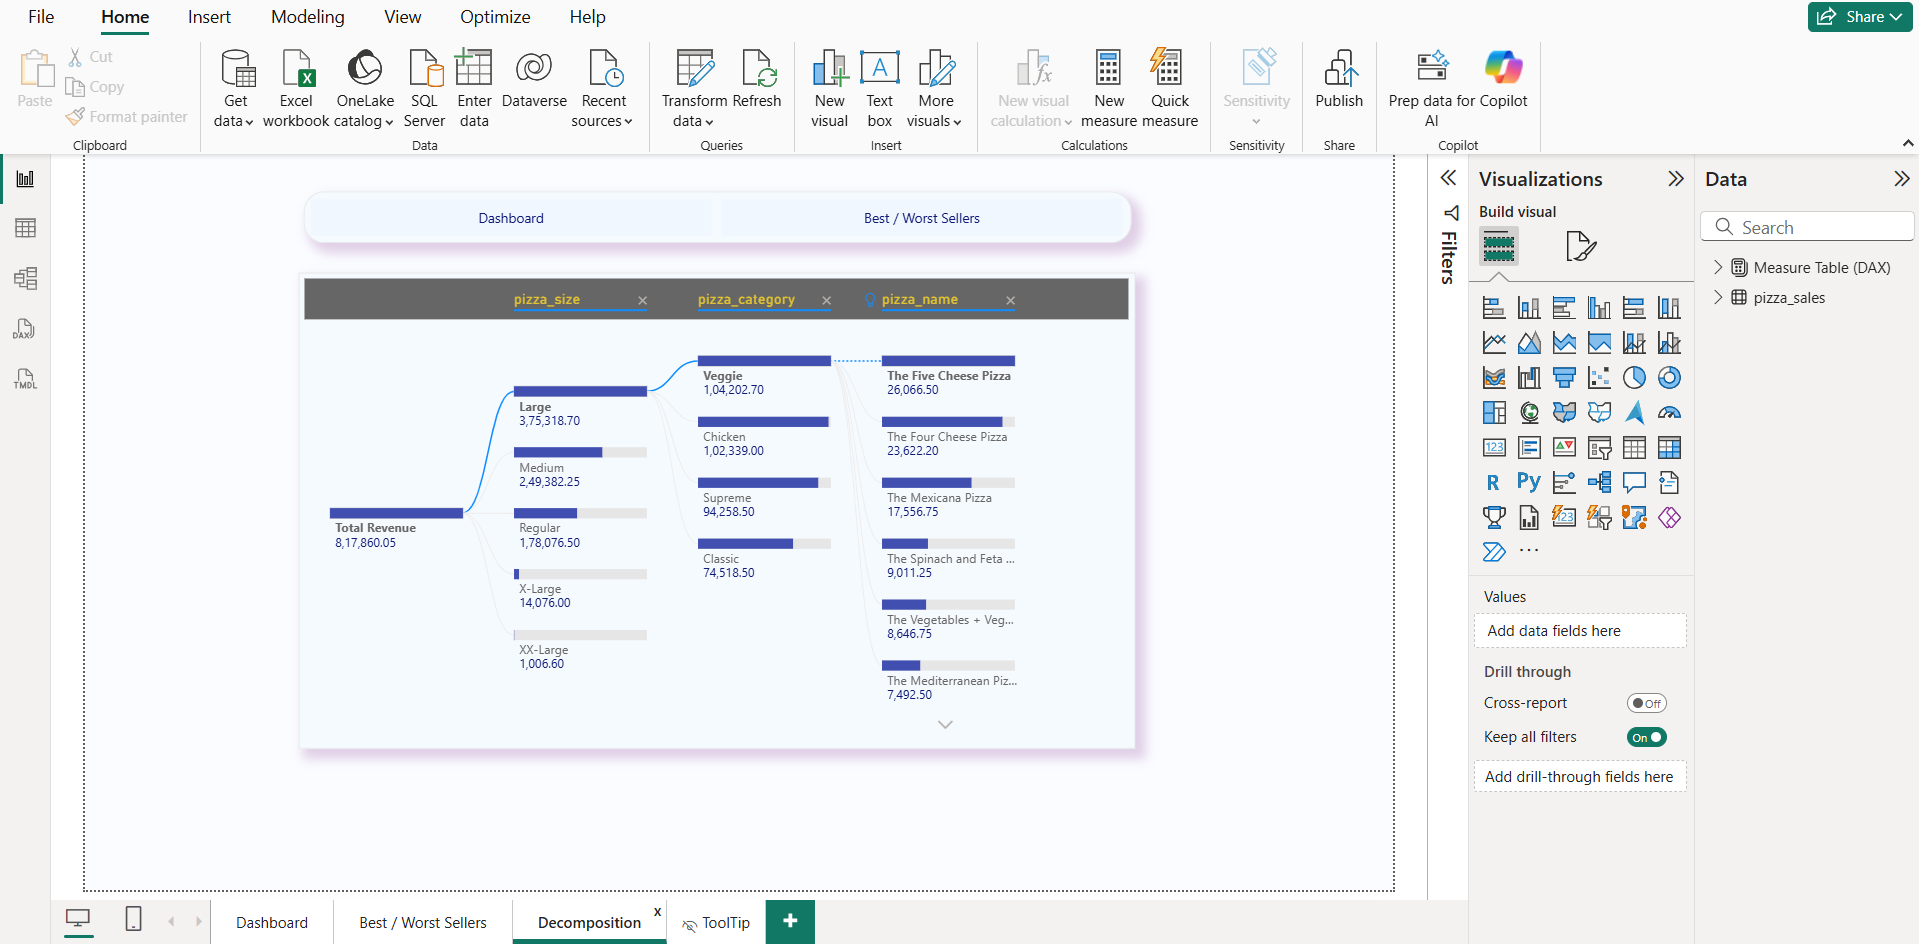 File Home Insert Modeling View Optimize Help
Share
Paste
Cut
Copy
Format painter
Clipboard
Get data
Excel workbook
OneLake catalog
SQL Server
Enter data
Dataverse
Recent sources
Data
Transform data
Refresh
Queries
New visual
Text box
More visuals
Insert
New visual calculation
New measure
Quick measure
Calculations
Sensitivity
Sensitivity
Publish
Share
Prep data for AI
Copilot
Copilot
DAX
TMDL
Dashboard
Best / Worst Sellers
pizza_size
pizza_category
pizza_name
Total Revenue
8,17,860.05
Large
3,75,318.70
Medium
2,49,382.25
Regular
1,78,076.50
X-Large
14,076.00
XX-Large
1,006.60
Veggie
1,04,202.70
Chicken
1,02,339.00
Supreme
94,258.50
Classic
74,518.50
The Five Cheese Pizza
26,066.50
The Four Cheese Pizza
23,622.20
The Mexicana Pizza
17,556.75
The Spinach and Feta ...
9,011.25
The Vegetables + Veg...
8,646.75
The Mediterranean Piz...
7,492.50
Filters
Visualizations
Build visual
123
R
Py
123
Values
Add data fields here
Drill through
Cross-report
Off
Keep all filters
On
Add drill-through fields here
Data
Search
Measure Table (DAX)
pizza_sales
Dashboard
Best / Worst Sellers
Decomposition
x
ToolTip
+